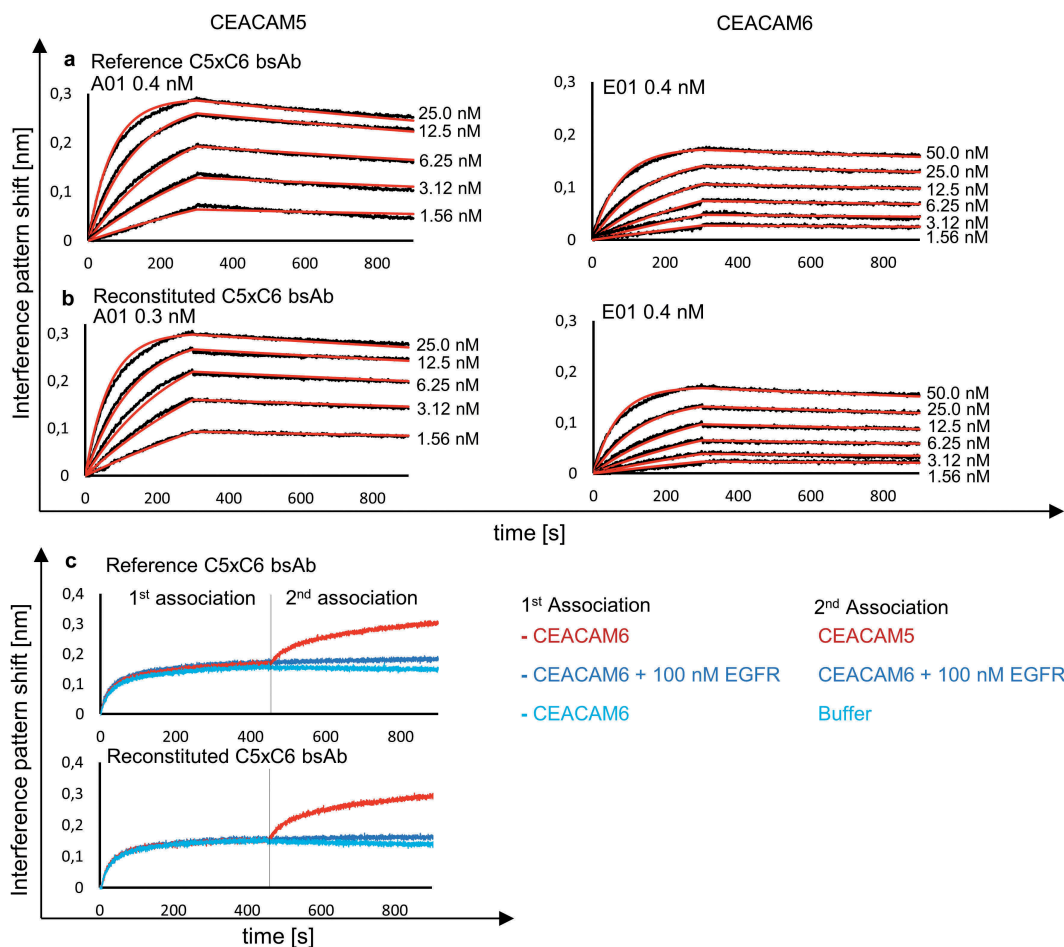 CEACAM5
CEACAM6
Interference pattern shift [nm]
a Reference C5xC6 bsAb
A01 0.4 nM
0,3
0,2
0,1
0
0 200 400 600 800
25.0 nM
12.5 nM
6.25 nM
3.12 nM
1.56 nM
E01 0.4 nM
0,3
0,2
0,1
0
0 200 400 600 800
50.0 nM
25.0 nM
12.5 nM
6.25 nM
3.12 nM
1.56 nM
b Reconstituted C5xC6 bsAb
A01 0.3 nM
0,3
0,2
0,1
0
0 200 400 600 800
25.0 nM
12.5 nM
6.25 nM
3.12 nM
1.56 nM
E01 0.4 nM
0,3
0,2
0,1
0
0 200 400 600 800
50.0 nM
25.0 nM
12.5 nM
6.25 nM
3.12 nM
1.56 nM
time [s]
Interference pattern shift [nm]
c Reference C5xC6 bsAb
0,4
0,3
0,2
0,1
0
1st association 2nd association
0 200 400 600 800
Reconstituted C5xC6 bsAb
0,4
0,3
0,2
0,1
0
0 200 400 600 800
time [s]
1st Association 2nd Association
- CEACAM6 CEACAM5
- CEACAM6 + 100 nM EGFR CEACAM6 + 100 nM EGFR
- CEACAM6 Buffer